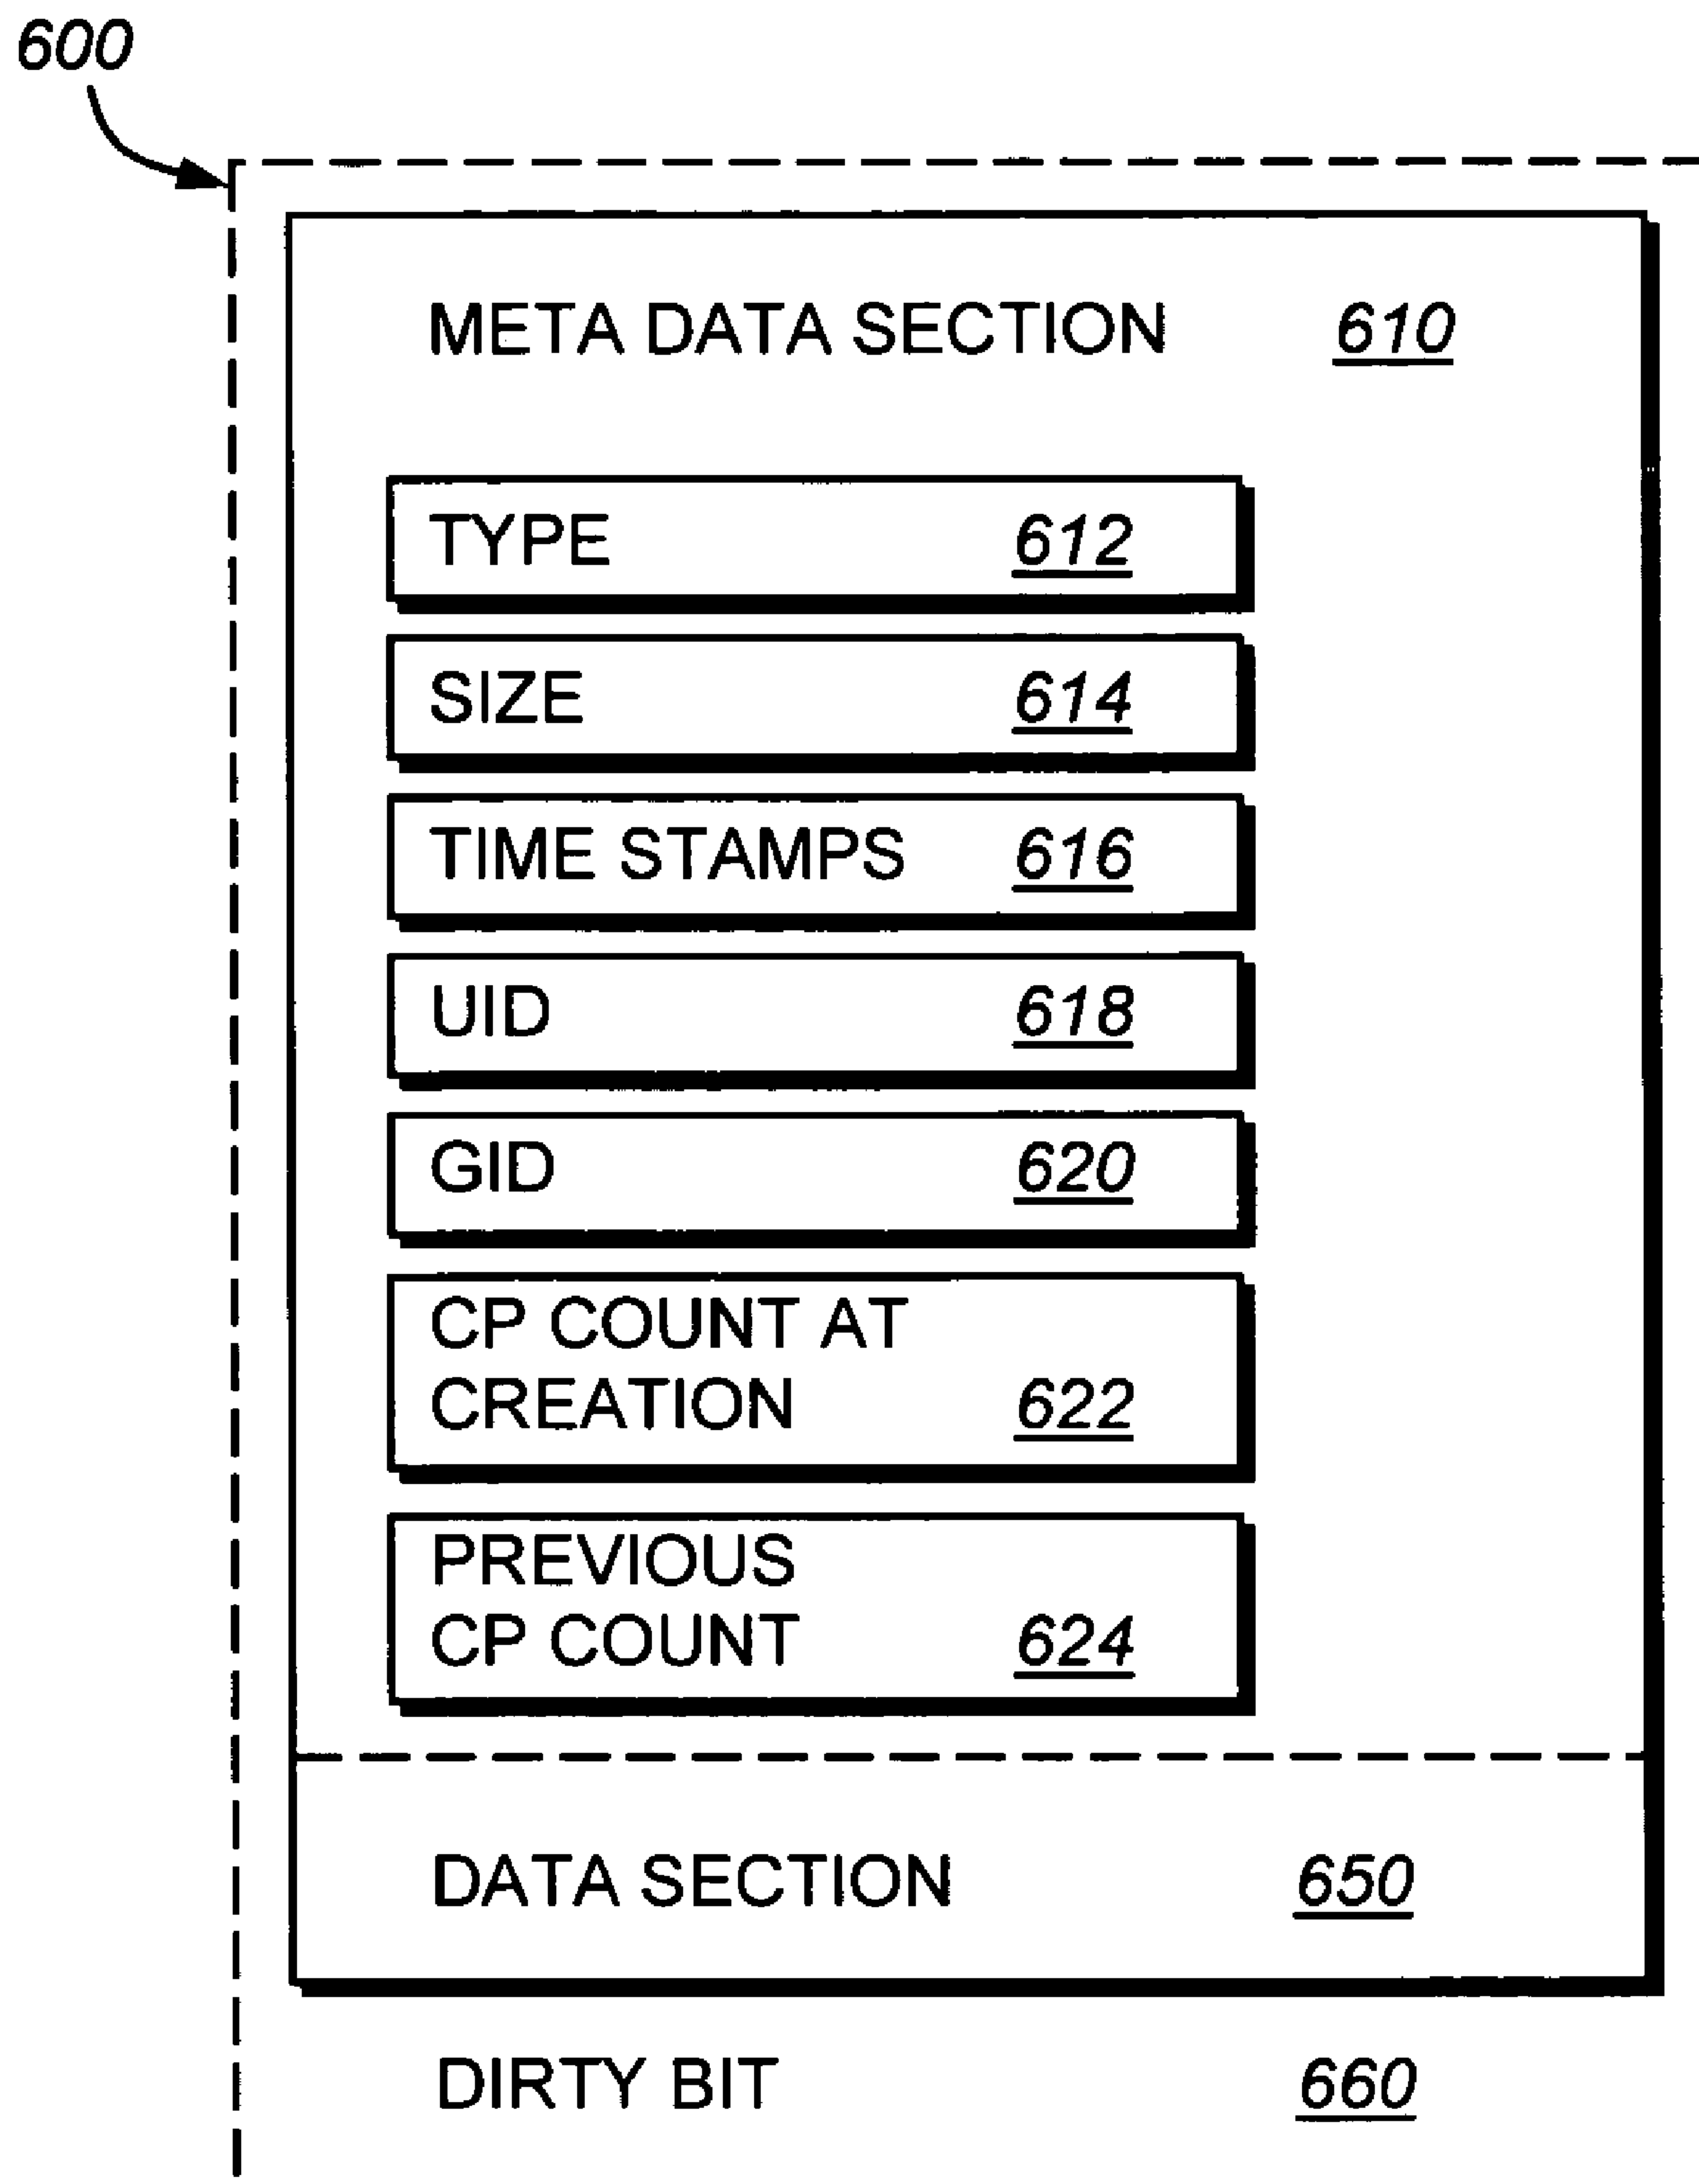 600
META DATA SECTION 610
TYPE 612
SIZE 614
TIME STAMPS 616
UID 618
GID 620
CP COUNT AT
CREATION 622
PREVIOUS
CP COUNT 624
DATA SECTION 650
DIRTY BIT 660